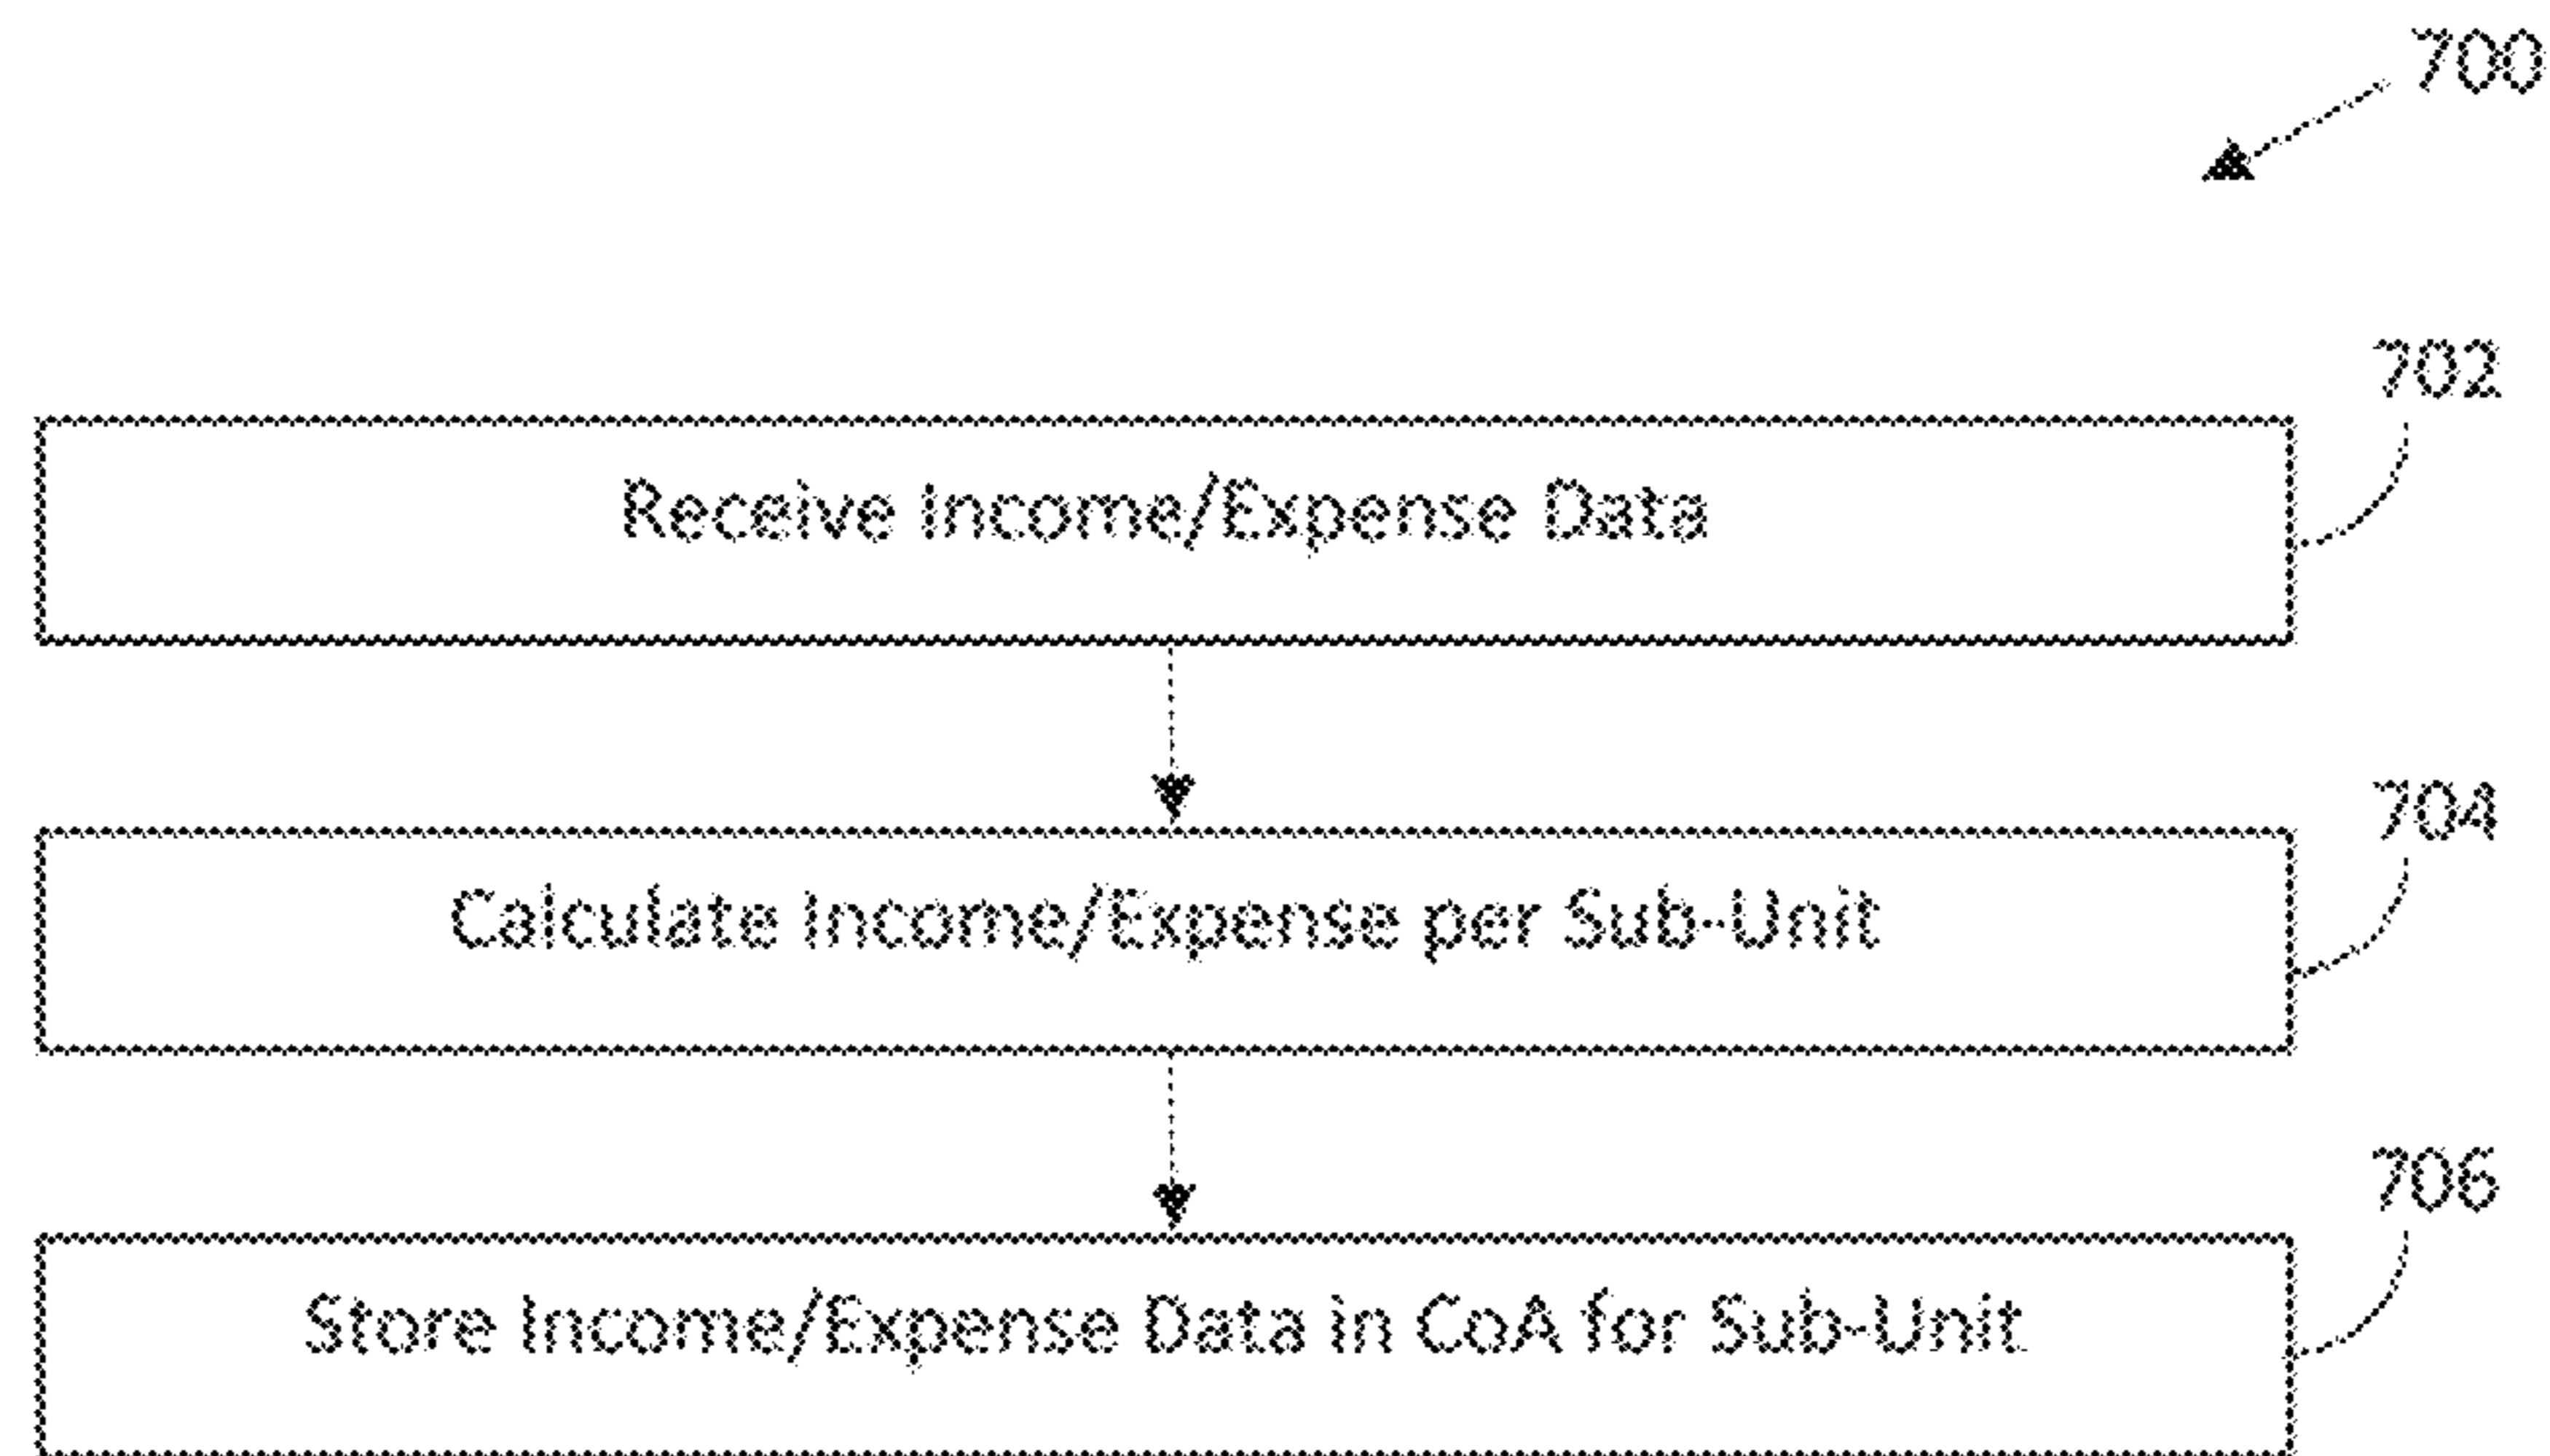 700
702
Receive Income/Expense Data
704
Calculate Income/Expense per Sub-Unit
706
Store Income/Expense Data in CoA for Sub-Unit